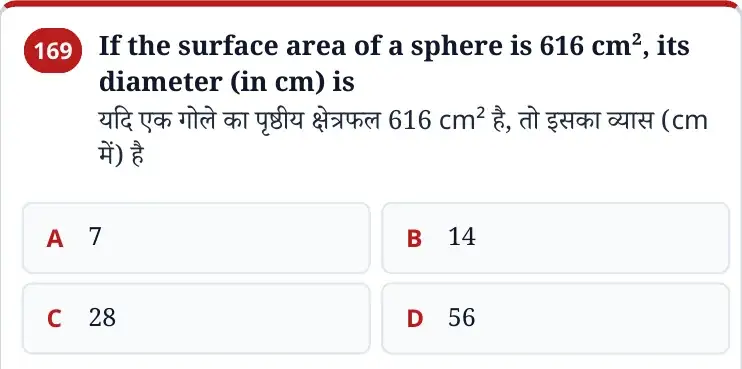 169 If the surface area of a sphere is 616 cm², its
diameter (in cm) is
यदि एक गोले का पृष्ठीय क्षेत्रफल 616 cm² है, तो इसका व्यास (cm
में) है
A 7
B 14
C 28
D 56